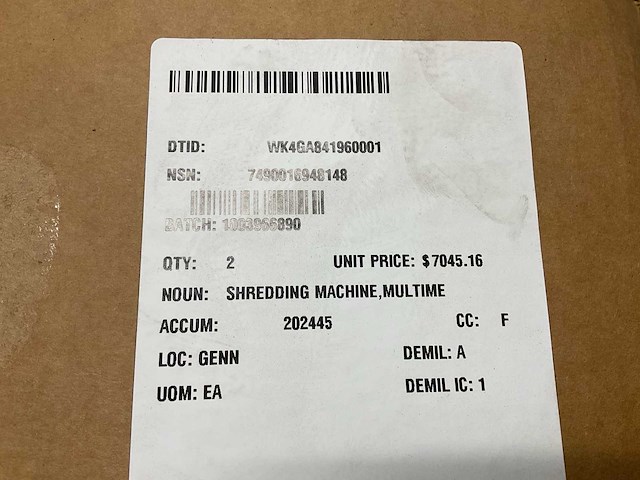 DTID: WK4GA841960001
NSN: 7490016948148
BATCH: 1003966890
QTY: 2 UNIT PRICE: $7045.16
NOUN: SHREDDING MACHINE,MULTIME
ACCUM: 202445 CC: F
LOC: GENN DEMIL: A
UOM: EA DEMIL IC: 1